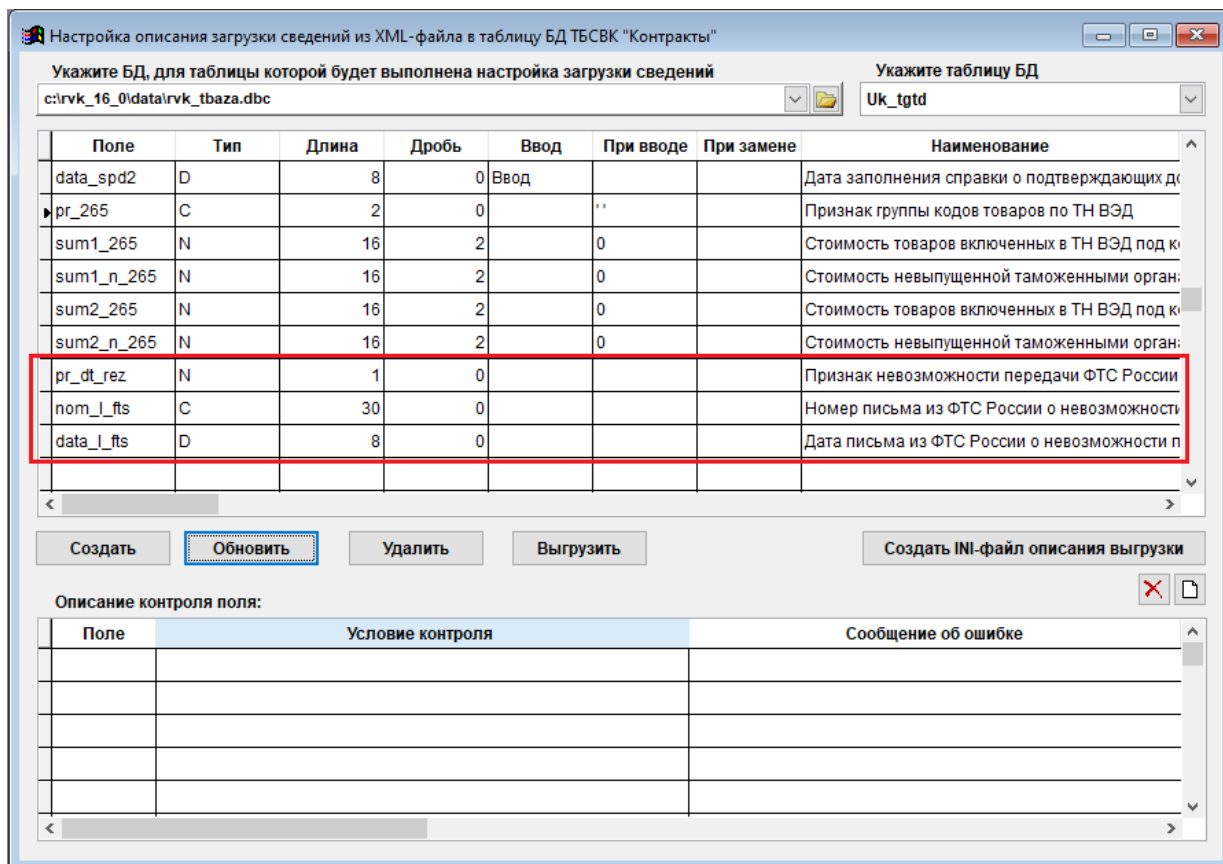 Настройка описания загрузки сведений из XML-файла в таблицу БД ТБСВК "Контракты"
Укажите БД, для таблицы которой будет выполнена настройка загрузки сведений Укажите таблицу БД
c:\rvk_16_0\data\rvk_tbaza.dbc Uk_tgtd
Поле Тип Длина Дробь Ввод При вводе При замене Наименование
data_spd2 D 8 0 Ввод Дата заполнения справки о подтверждающих до
pr_265 C 2 0 ' ' Признак группы кодов товаров по ТН ВЭД
sum1_265 N 16 2 0 Стоимость товаров включенных в ТН ВЭД под к
sum1_n_265 N 16 2 0 Стоимость невыпущенной таможенными орган
sum2_265 N 16 2 0 Стоимость товаров включенных в ТН ВЭД под к
sum2_n_265 N 16 2 0 Стоимость невыпущенной таможенными орган
pr_dt_rez N 1 0 Признак невозможности передачи ФТС России
nom_l_fts C 30 0 Номер письма из ФТС России о невозможности
data_l_fts D 8 0 Дата письма из ФТС России о невозможности п
Создать Обновить Удалить Выгрузить Создать INI-файл описания выгрузки
Описание контроля поля:
Поле Условие контроля Сообщение об ошибке